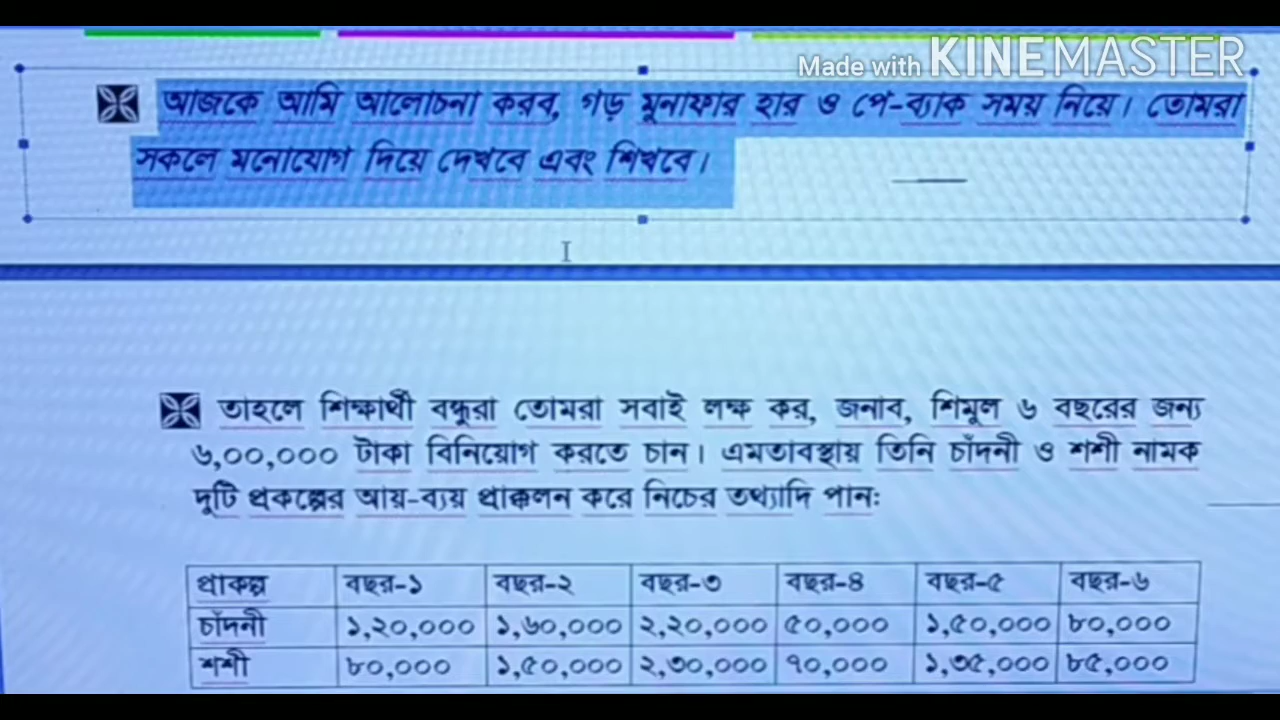 Made with KINEMASTER
আজকে আমি আলোচনা করব, গড় মুনাফার হার ও পে-ব্যাক সময় নিয়ে। তোমরা
সকলে মনোযোগ দিয়ে দেখবে এবং শিখবে।
তাহলে শিক্ষার্থী বন্ধুরা তোমরা সবাই লক্ষ কর, জনাব, শিমুল ৬ বছরের জন্য
৬,০০,০০০ টাকা বিনিয়োগ করতে চান। এমতাবস্থায় তিনি চাঁদনী ও শশী নামক
দুটি প্রকল্পের আয়-ব্যয় প্রাক্কলন করে নিচের তথ্যাদি পান:
প্রাকল্প বছর-১ বছর-২ বছর-৩ বছর-৪ বছর-৫ বছর-৬
চাঁদনী ১,২০,০০০ ১,৬০,০০০ ২,২০,০০০ ৫০,০০০ ১,৫০,০০০ ৮০,০০০
শশী ৮০,০০০ ১,৫০,০০০ ২,৩০,০০০ ৭০,০০০ ১,৩৫,০০০ ৮৫,০০০